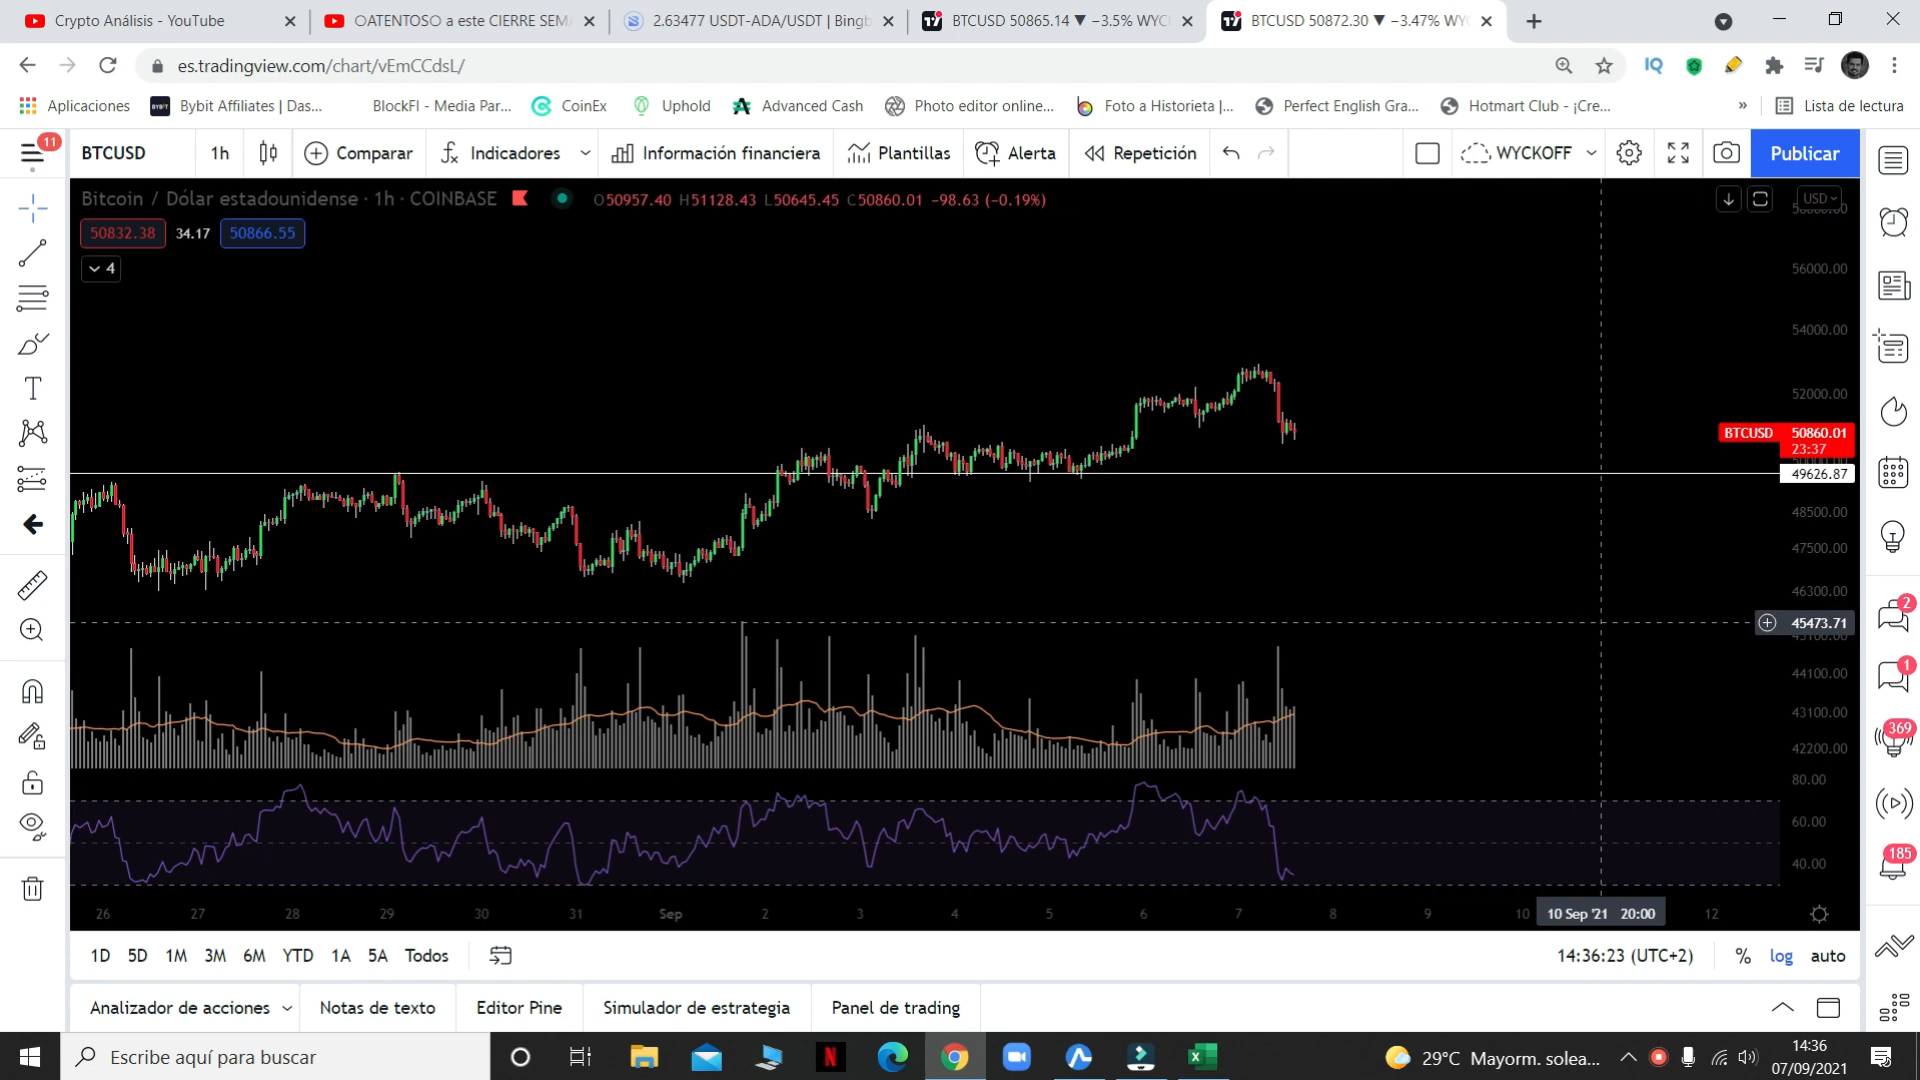 Crypto Análisis - YouTube
OATENTOSO a este CIERRE SEM
2.63477 USDT-ADA/USDT | Bingb
BTCUSD 50865.14 ▼ −3.5% WYC
BTCUSD 50872.30 ▼ −3.47% WY
es.tradingview.com/chart/vEmCCdsL/
IQ
Aplicaciones
BYBIT Bybit Affiliates | Das...
BlockFI - Media Par...
CoinEx
Uphold
Advanced Cash
Photo editor online...
Foto a Historieta |...
Perfect English Gra...
Hotmart Club - ¡Cre...
»
Lista de lectura
11
BTCUSD
1h
Comparar
Indicadores
Información financiera
Plantillas
Alerta
Repetición
WYCKOFF
Publicar
Bitcoin / Dólar estadounidense · 1h · COINBASE
O50957.40 H51128.43 L50645.45 C50860.01 −98.63 (−0.19%)
USD
50832.38 34.17 50866.55
4
56000.00
54000.00
52000.00
BTCUSD 50860.01
23:37
49626.87
48500.00
47500.00
46300.00
45473.71
45100.00
44100.00
43100.00
42200.00
80.00
60.00
40.00
2
1
369
185
26 27 28 29 30 31 Sep 2 3 4 5 6 7 8 9 10 10 Sep '21 20:00 12
1D 5D 1M 3M 6M YTD 1A 5A Todos
14:36:23 (UTC+2)
% log auto
Analizador de acciones
Notas de texto
Editor Pine
Simulador de estrategia
Panel de trading
Escribe aquí para buscar
29°C Mayorm. solea...
14:36
07/09/2021